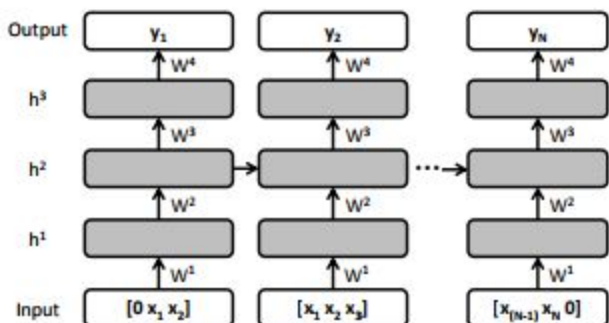 Output y₁ y₂ y_N
W⁴ W⁴ W⁴
h³
W³ W³ W³
h² ...
W² W² W²
h¹
W¹ W¹ W¹
Input [0 x₁ x₂] [x₁ x₂ x₃] [x₍N-1₎ x_N 0]